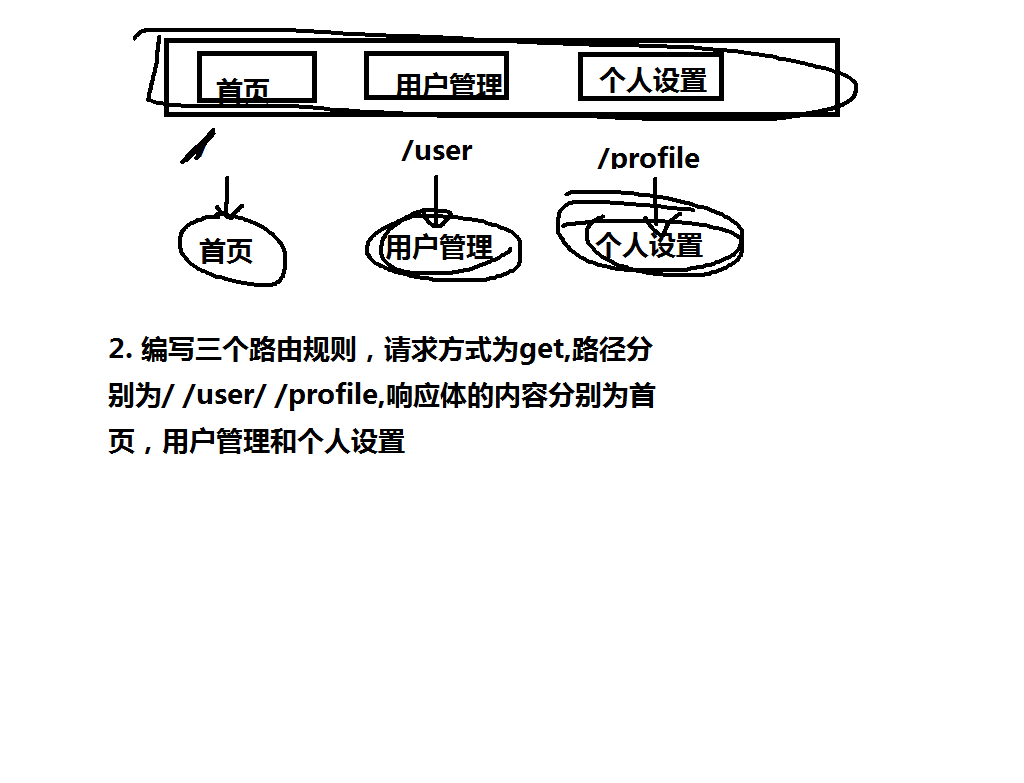 首页 用户管理 个人设置
/ /user /profile
首页 用户管理 个人设置
2. 编写三个路由规则，请求方式为get,路径分
别为/ /user/ /profile,响应体的内容分别为首
页，用户管理和个人设置